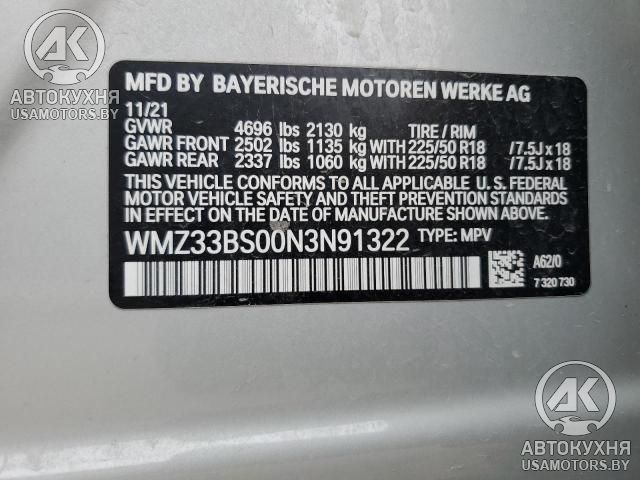 AK
АВТОКУХНЯ
USAMOTORS.BY
MFD BY BAYERISCHE MOTOREN WERKE AG
11/21
GVWR 4696 lbs 2130 kg TIRE / RIM
GAWR FRONT 2502 lbs 1135 kg WITH 225/50 R18 /7.5J x 18
GAWR REAR 2337 lbs 1060 kg WITH 225/50 R18 /7.5J x 18
THIS VEHICLE CONFORMS TO ALL APPLICABLE U. S. FEDERAL
MOTOR VEHICLE SAFETY AND THEFT PREVENTION STANDARDS
IN EFFECT ON THE DATE OF MANUFACTURE SHOWN ABOVE.
WMZ33BS00N3N91322 TYPE: MPV
A62/0
7 320 730
AK
АВТОКУХНЯ
USAMOTORS.BY